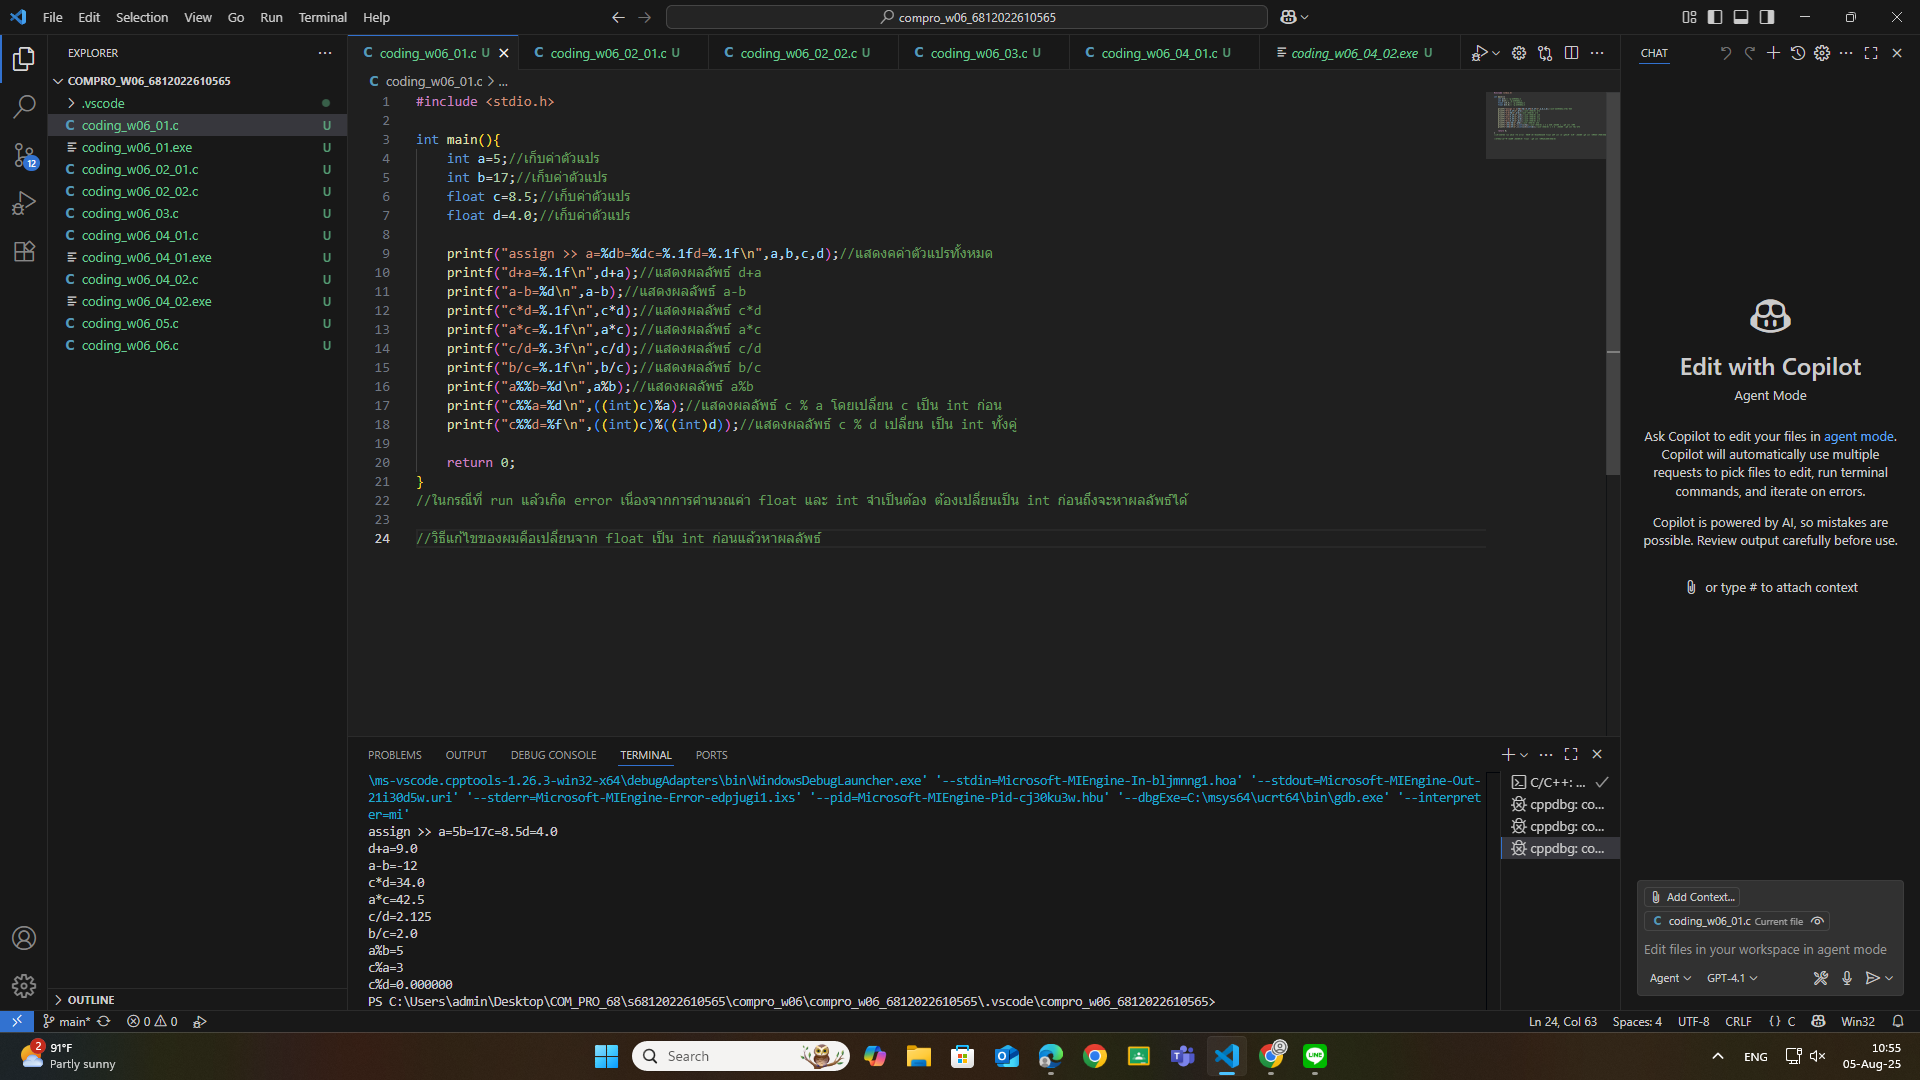 File Edit Selection View Go Run Terminal Help
compro_w06_6812022610565
EXPLORER
COMPRO_W06_6812022610565
.vscode
coding_w06_01.c U
coding_w06_01.exe U
coding_w06_02_01.c U
coding_w06_02_02.c U
coding_w06_03.c U
coding_w06_04_01.c U
coding_w06_04_01.exe U
coding_w06_04_02.c U
coding_w06_04_02.exe U
coding_w06_05.c U
coding_w06_06.c U
OUTLINE
12
C coding_w06_01.c U
C coding_w06_02_01.c U
C coding_w06_02_02.c U
C coding_w06_03.c U
C coding_w06_04_01.c U
coding_w06_04_02.exe U
C coding_w06_01.c > ...
1 #include <stdio.h>
2
3 int main(){
4 int a=5;//เก็บค่าตัวแปร
5 int b=17;//เก็บค่าตัวแปร
6 float c=8.5;//เก็บค่าตัวแปร
7 float d=4.0;//เก็บค่าตัวแปร
8
9 printf("assign >> a=%db=%dc=%.1fd=%.1f\n",a,b,c,d);//แสดงคค่าตัวแปรทั้งหมด
10 printf("d+a=%.1f\n",d+a);//แสดงผลลัพธ์ d+a
11 printf("a-b=%d\n",a-b);//แสดงผลลัพธ์ a-b
12 printf("c*d=%.1f\n",c*d);//แสดงผลลัพธ์ c*d
13 printf("a*c=%.1f\n",a*c);//แสดงผลลัพธ์ a*c
14 printf("c/d=%.3f\n",c/d);//แสดงผลลัพธ์ c/d
15 printf("b/c=%.1f\n",b/c);//แสดงผลลัพธ์ b/c
16 printf("a%%b=%d\n",a%b);//แสดงผลลัพธ์ a%b
17 printf("c%%a=%d\n",((int)c)%a);//แสดงผลลัพธ์ c % a โดยเปลี่ยน c เป็น int ก่อน
18 printf("c%%d=%f\n",((int)c)%((int)d));//แสดงผลลัพธ์ c % d เปลี่ยน เป็น int ทั้งคู่
19
20 return 0;
21 }
22 //ในกรณีที่ run แล้วเกิด error เนื่องจากการคำนวณค่า float และ int จำเป็นต้อง ต้องเปลี่ยนเป็น int ก่อนถึงจะหาผลลัพธ์ได้
23
24 //วิธีแก้ไขของผมคือเปลี่ยนจาก float เป็น int ก่อนแล้วหาผลลัพธ์
PROBLEMS OUTPUT DEBUG CONSOLE TERMINAL PORTS
\ms-vscode.cpptools-1.26.3-win32-x64\debugAdapters\bin\WindowsDebugLauncher.exe' '--stdin=Microsoft-MIEngine-In-bljmnng1.hoa' '--stdout=Microsoft-MIEngine-Out-
21i30d5w.uri' '--stderr=Microsoft-MIEngine-Error-edpjugi1.ixs' '--pid=Microsoft-MIEngine-Pid-cj30ku3w.hbu' '--dbgExe=C:\msys64\ucrt64\bin\gdb.exe' '--interpret
er=mi'
assign >> a=5b=17c=8.5d=4.0
d+a=9.0
a-b=-12
c*d=34.0
a*c=42.5
c/d=2.125
b/c=2.0
a%b=5
c%a=3
c%d=0.000000
PS C:\Users\admin\Desktop\COM_PRO_68\s6812022610565\compro_w06\compro_w06_6812022610565\.vscode\compro_w06_6812022610565>
C/C++: ...
cppdbg: co...
cppdbg: co...
cppdbg: co...
CHAT
Edit with Copilot
Agent Mode
Ask Copilot to edit your files in agent mode.
Copilot will automatically use multiple
requests to pick files to edit, run terminal
commands, and iterate on errors.
Copilot is powered by AI, so mistakes are
possible. Review output carefully before use.
or type # to attach context
Add Context...
C coding_w06_01.c Current file
Edit files in your workspace in agent mode
Agent GPT-4.1
main* 0 0
Ln 24, Col 63 Spaces: 4 UTF-8 CRLF {} C Win32
2 91°F
Partly sunny
Search
ENG
10:55
05-Aug-25